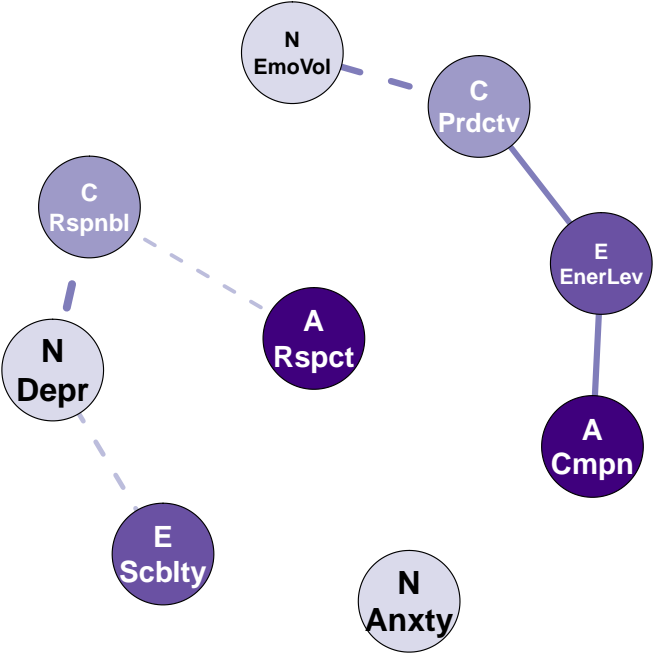 N
EmoVol
C
Prdctv
C
Rspnbl
E
EnerLev
A
Rspct
N
Depr
A
Cmpn
E
Scblty
N
Anxty